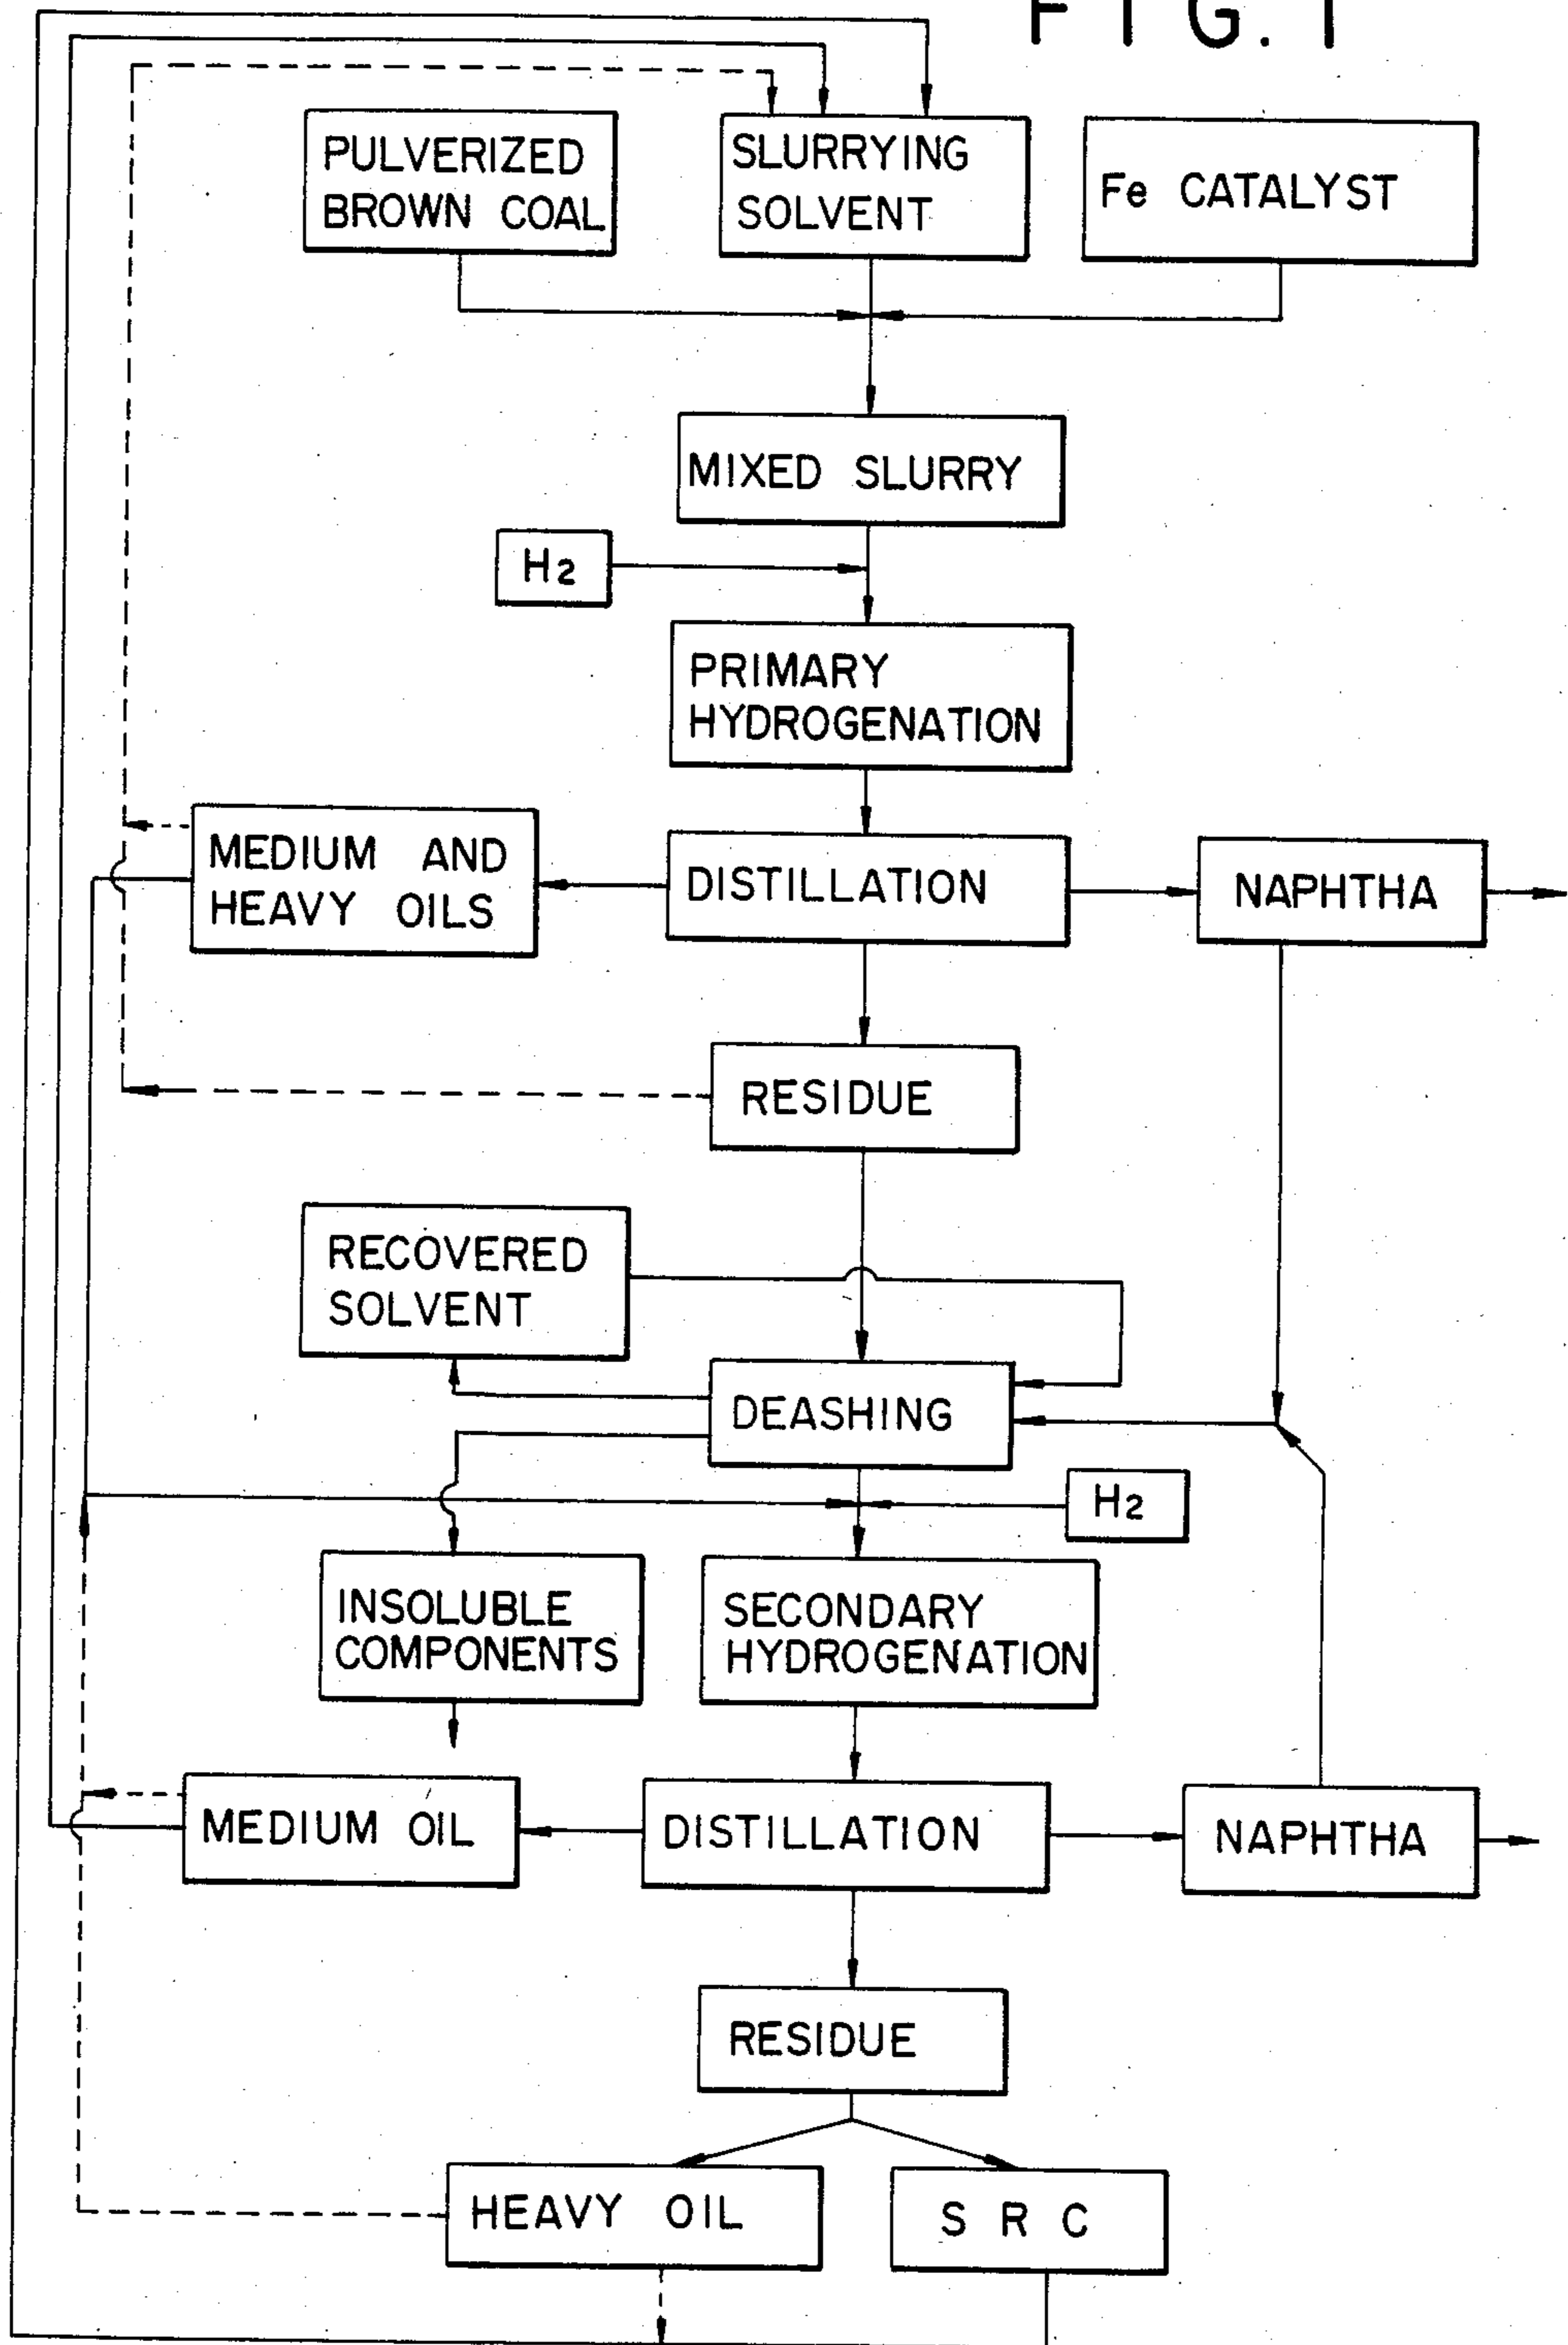 FIG. 1
PULVERIZED
BROWN COAL
SLURRYING
SOLVENT
Fe CATALYST
MIXED SLURRY
H2
PRIMARY
HYDROGENATION
MEDIUM AND
HEAVY OILS
DISTILLATION
NAPHTHA
RESIDUE
RECOVERED
SOLVENT
DEASHING
H2
INSOLUBLE
COMPONENTS
SECONDARY
HYDROGENATION
MEDIUM OIL
DISTILLATION
NAPHTHA
RESIDUE
HEAVY OIL
S R C